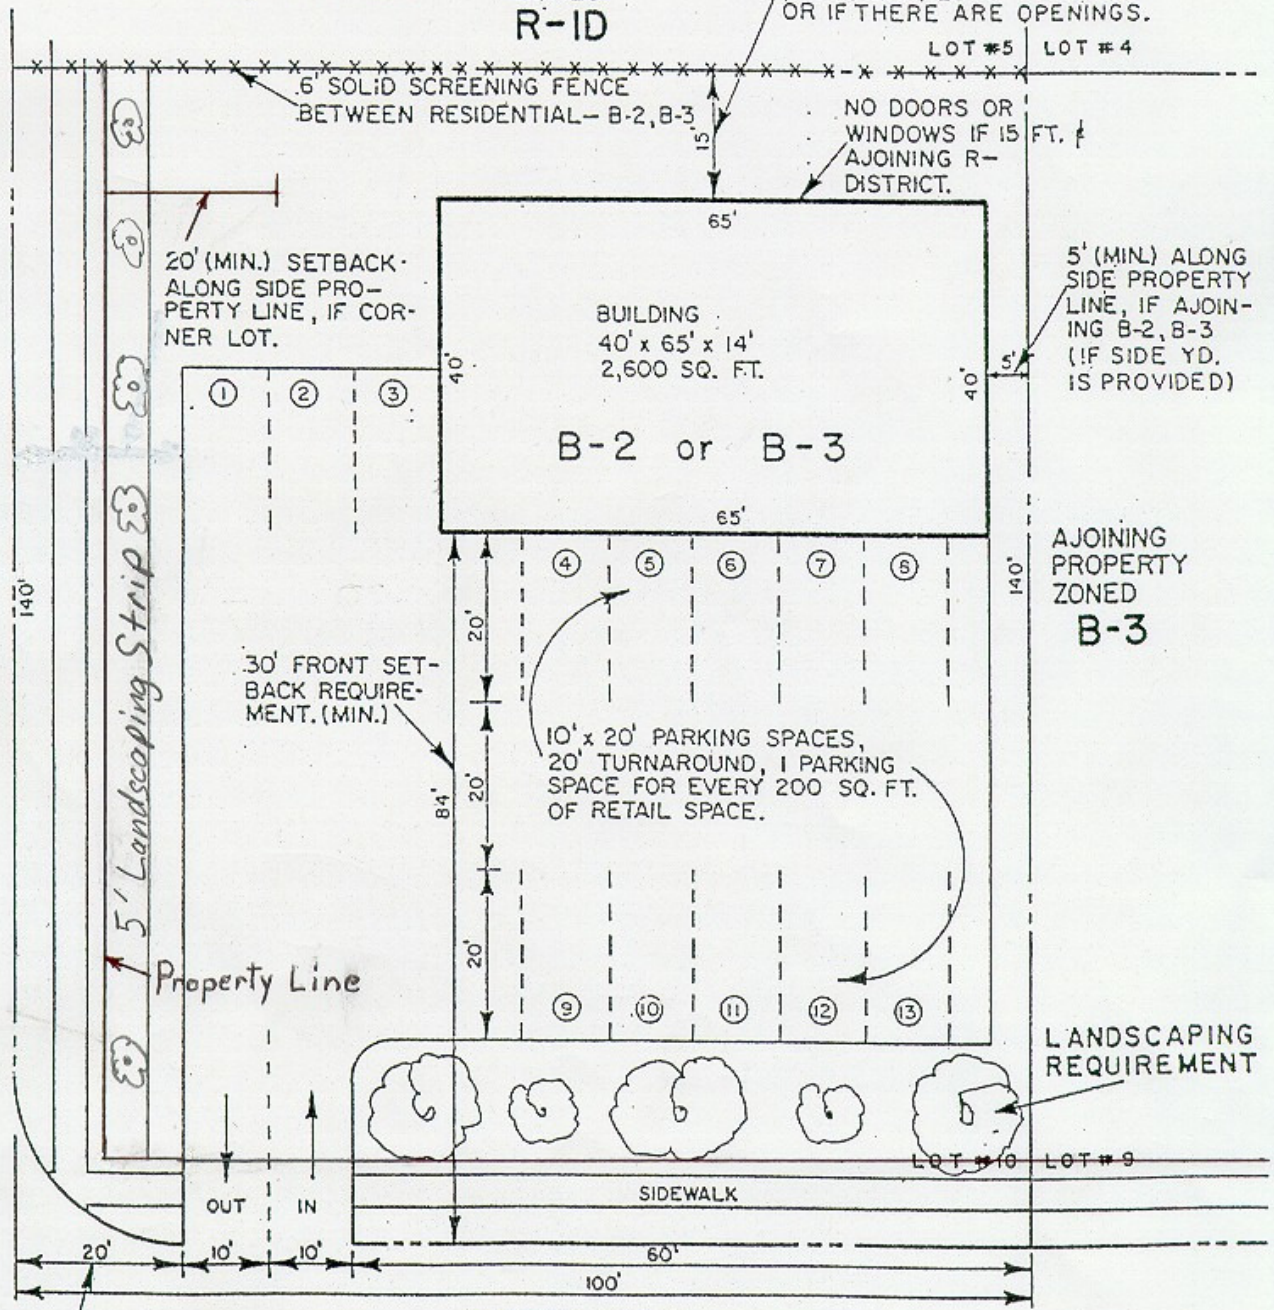 OR IF THERE ARE OPENINGS.
R-1D
LOT #5
LOT #4
6' SOLID SCREENING FENCE
BETWEEN RESIDENTIAL- B-2, B-3
15'
NO DOORS OR
WINDOWS IF 15 FT. &
AJOINING R-
DISTRICT.
65'
20' (MIN.) SETBACK
ALONG SIDE PRO-
PERTY LINE, IF COR-
NER LOT.
5' (MIN.) ALONG
SIDE PROPERTY
LINE, IF AJOIN-
ING B-2, B-3
(IF SIDE YD.
IS PROVIDED)
BUILDING
40' x 65' x 14'
2,600 SQ. FT.
40'
40'
5'
1
2
3
B-2 or B-3
65'
4
5
6
7
8
140'
140'
AJOINING
PROPERTY
ZONED
B-3
5' Landscaping Strip
20'
30' FRONT SET-
BACK REQUIRE-
MENT. (MIN.)
10' x 20' PARKING SPACES,
20' TURNAROUND, 1 PARKING
SPACE FOR EVERY 200 SQ. FT.
OF RETAIL SPACE.
84'
20'
20'
Property Line
9
10
11
12
13
LANDSCAPING
REQUIREMENT
LOT #10
LOT #9
SIDEWALK
OUT
IN
20'
10'
10'
60'
100'